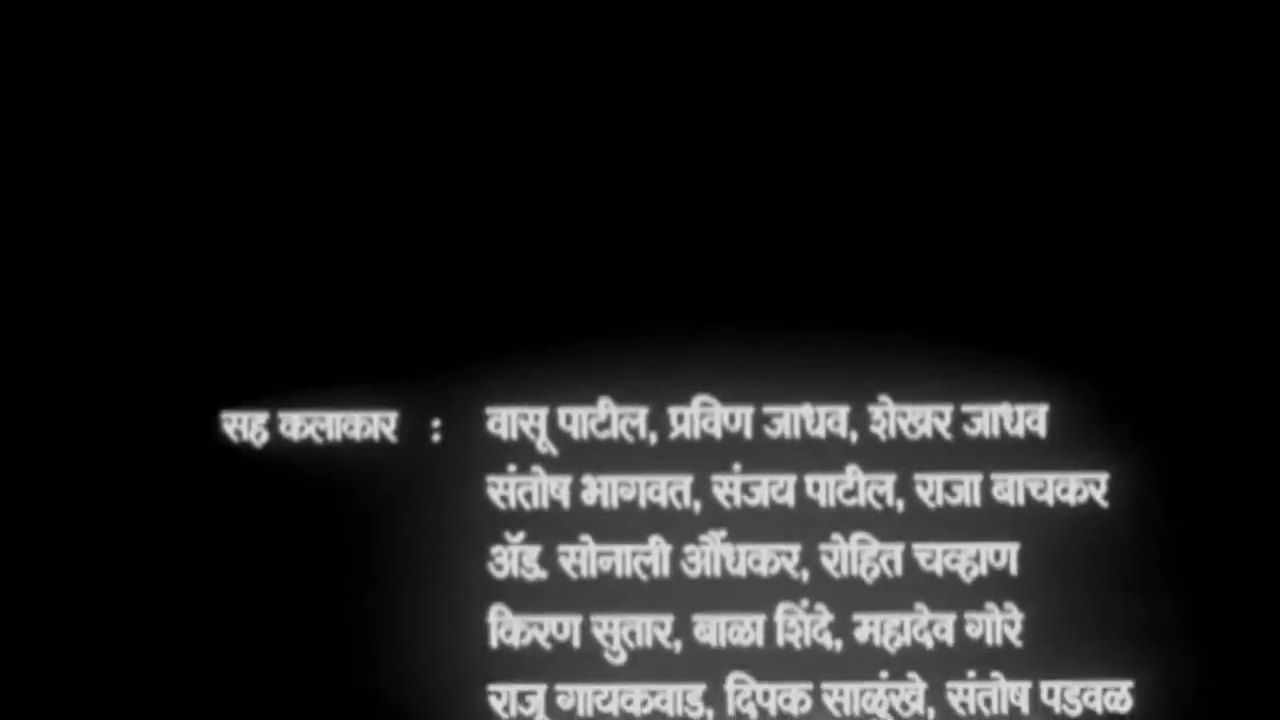 सह कलाकार : वासू पाटील, प्रविण जाधव, शेखर जाधव
संतोष भागवत, संजय पाटील, राजा बाचकर
ॲड. सोनाली औंधकर, रोहित चव्हाण
किरण सुतार, बाळा शिंदे, महादेव गोरे
राजू गायकवाड, दिपक साळुंखे, संतोष पडवळ